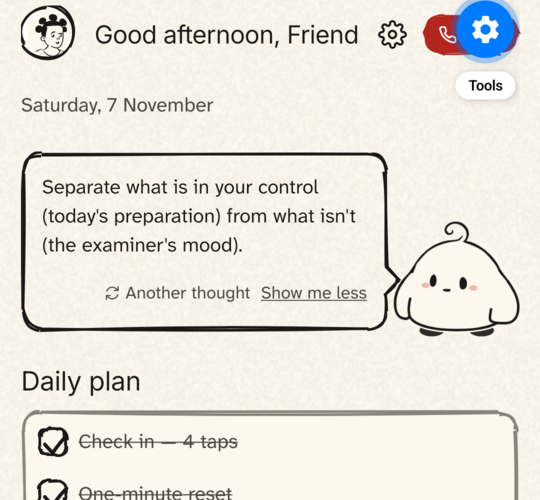 Good afternoon, Friend
Tools
Saturday, 7 November
Separate what is in your control
(today's preparation) from what isn't
(the examiner's mood).
Another thought Show me less
Daily plan
Check in — 4 taps
One-minute reset